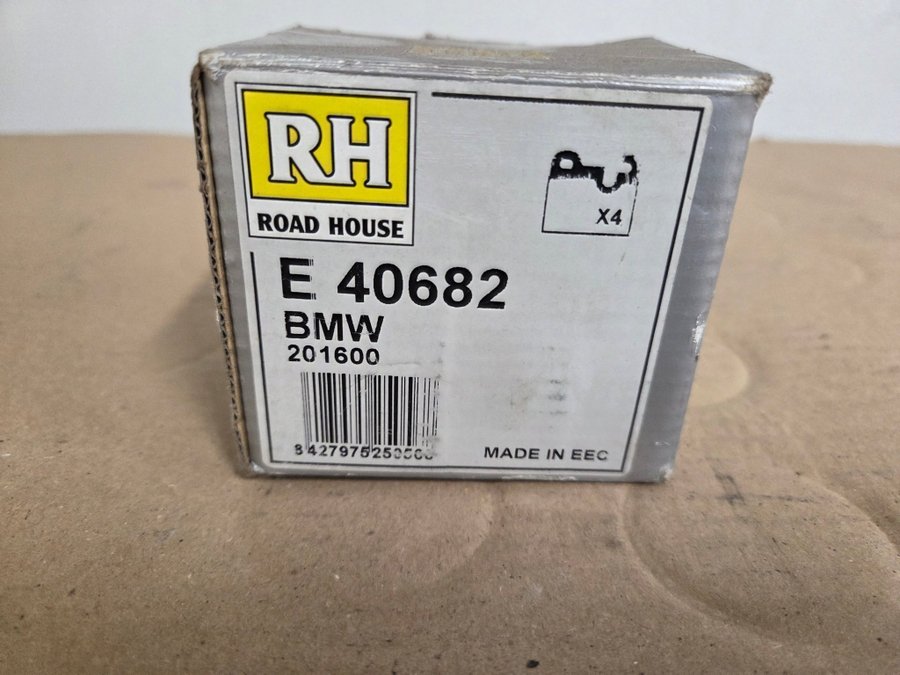 RH
ROAD HOUSE
X4
E 40682
BMW
201600
MADE IN EEC